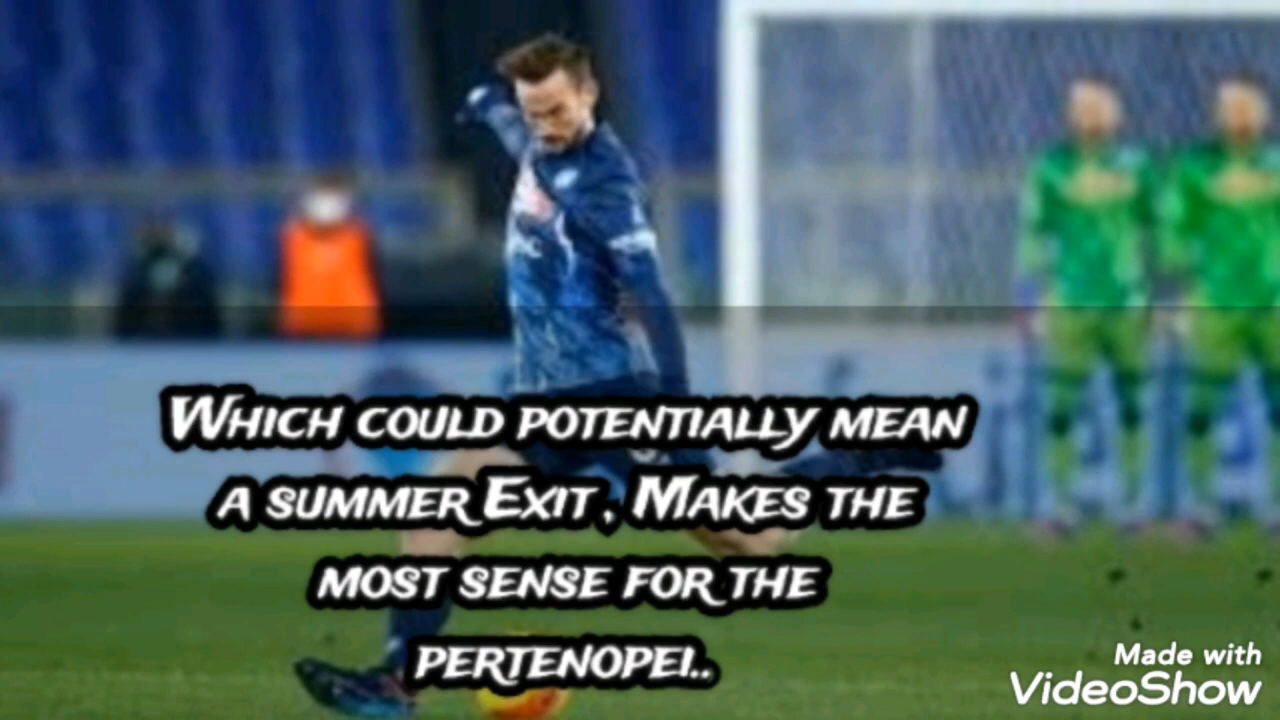 Which could potentially mean
a summer Exit, Makes the
most sense for the
pertenopei..
Made with
VideoShow